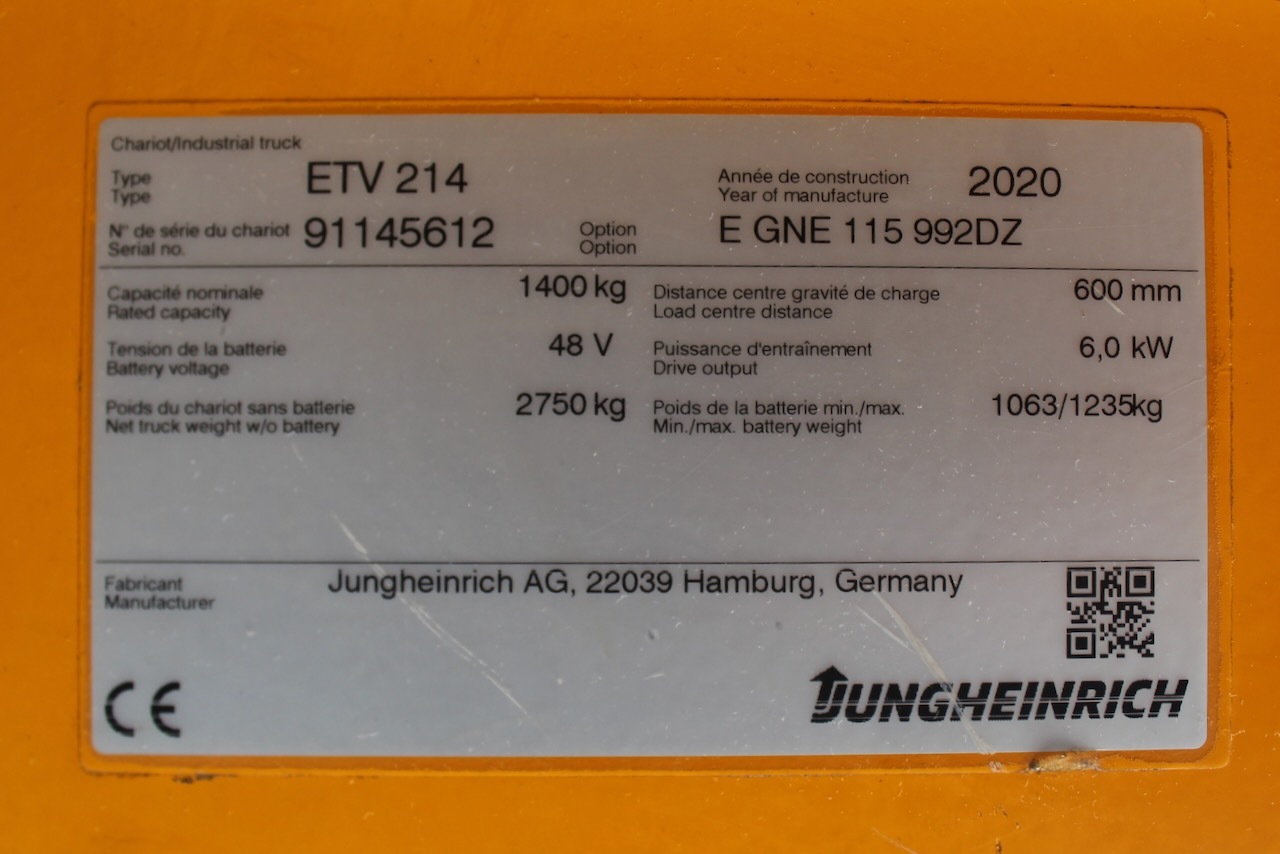 Chariot/Industrial truck
Type ETV 214 Année de construction 2020
Type Year of manufacture
N° de série du chariot 91145612 Option E GNE 115 992DZ
Serial no. Option
Capacité nominale 1400 kg Distance centre gravité de charge 600 mm
Rated capacity Load centre distance
Tension de la batterie 48 V Puissance d'entraînement 6,0 kW
Battery voltage Drive output
Poids du chariot sans batterie 2750 kg Poids de la batterie min./max. 1063/1235kg
Net truck weight w/o battery Min./max. battery weight
Fabricant Jungheinrich AG, 22039 Hamburg, Germany
Manufacturer
CE JUNGHEINRICH